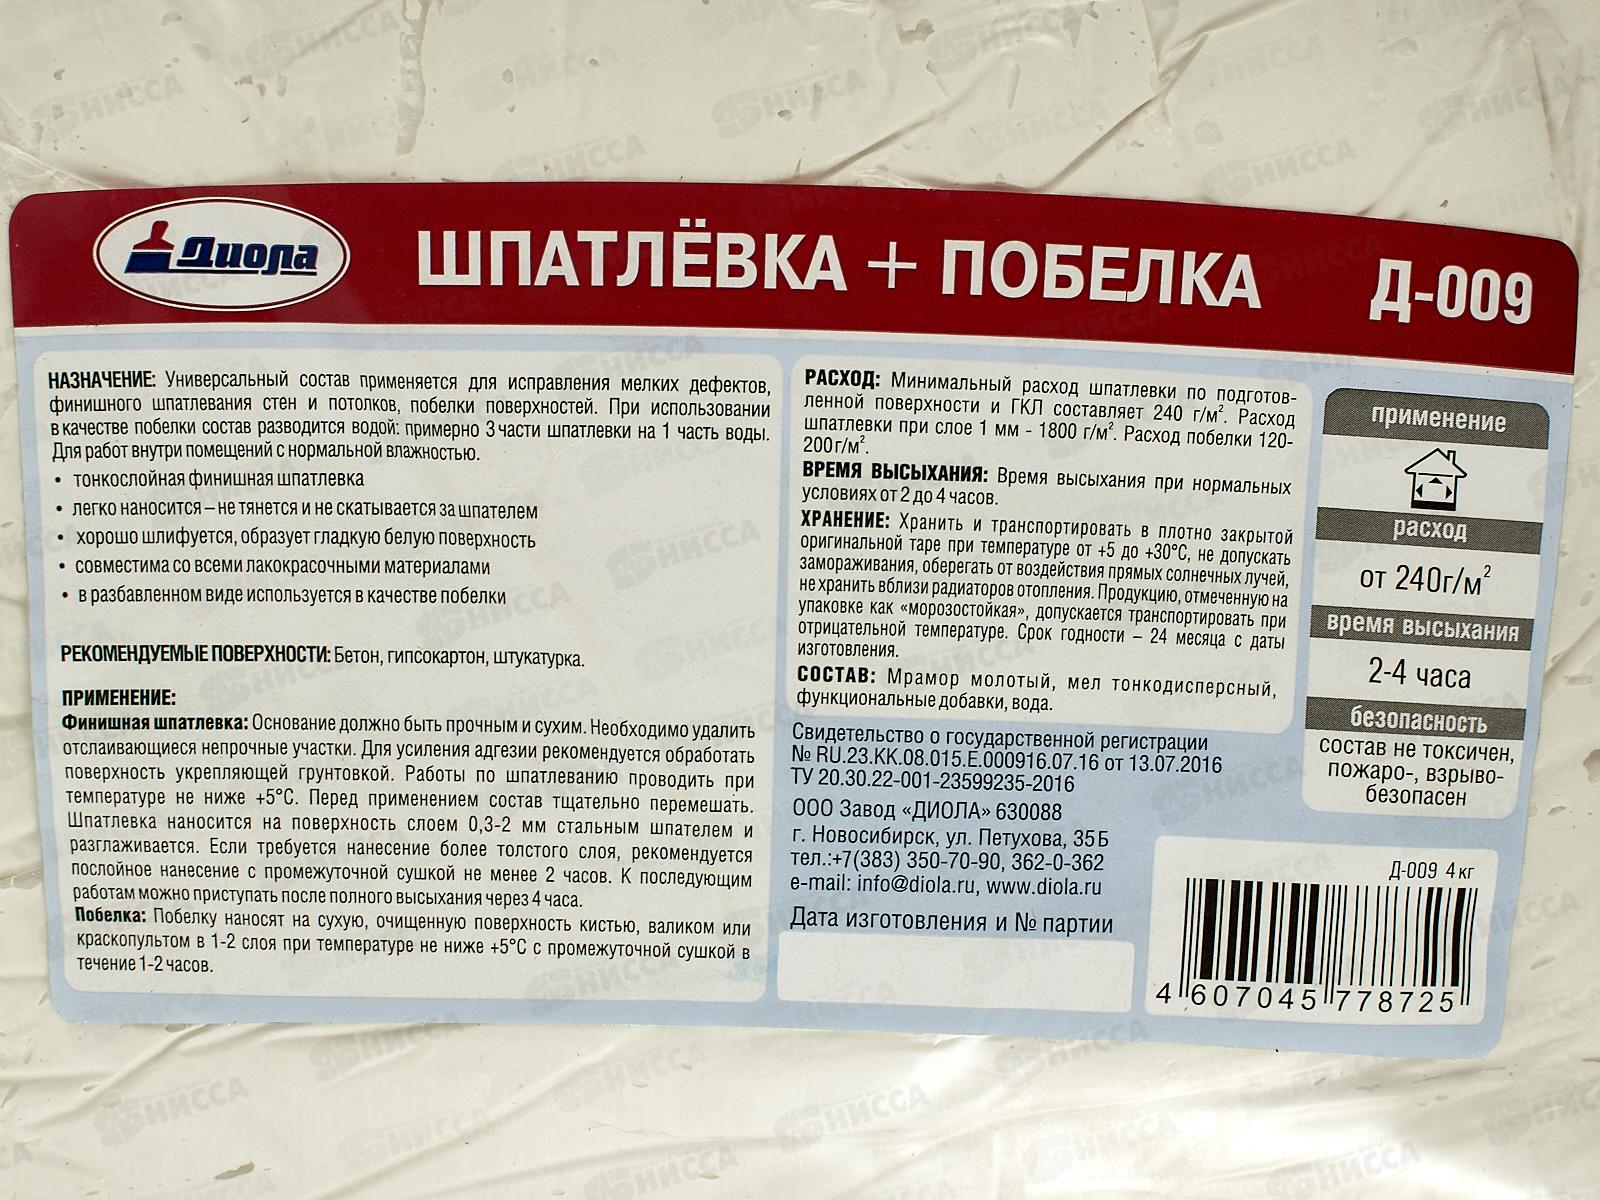 Диола
ШПАТЛЁВКА + ПОБЕЛКА
Д-009
НАЗНАЧЕНИЕ: Универсальный состав применяется для исправления мелких дефектов,
финишного шпатлевания стен и потолков, побелки поверхностей. При использовании
в качестве побелки состав разводится водой: примерно 3 части шпатлевки на 1 часть воды.
Для работ внутри помещений с нормальной влажностью.
• тонкослойная финишная шпатлевка
• легко наносится – не тянется и не скатывается за шпателем
• хорошо шлифуется, образует гладкую белую поверхность
• совместима со всеми лакокрасочными материалами
• в разбавленном виде используется в качестве побелки
РЕКОМЕНДУЕМЫЕ ПОВЕРХНОСТИ: Бетон, гипсокартон, штукатурка.
ПРИМЕНЕНИЕ:
Финишная шпатлевка: Основание должно быть прочным и сухим. Необходимо удалить
отслаивающиеся непрочные участки. Для усиления адгезии рекомендуется обработать
поверхность укрепляющей грунтовкой. Работы по шпатлеванию проводить при
температуре не ниже +5°С. Перед применением состав тщательно перемешать.
Шпатлевка наносится на поверхность слоем 0,3-2 мм стальным шпателем и
разглаживается. Если требуется нанесение более толстого слоя, рекомендуется
послойное нанесение с промежуточной сушкой не менее 2 часов. К последующим
работам можно приступать после полного высыхания через 4 часа.
Побелка: Побелку наносят на сухую, очищенную поверхность кистью, валиком или
краскопультом в 1-2 слоя при температуре не ниже +5°С с промежуточной сушкой в
течение 1-2 часов.
РАСХОД: Минимальный расход шпатлевки по подготов-
ленной поверхности и ГКЛ составляет 240 г/м². Расход
шпатлевки при слое 1 мм - 1800 г/м². Расход побелки 120-
200г/м².
ВРЕМЯ ВЫСЫХАНИЯ: Время высыхания при нормальных
условиях от 2 до 4 часов.
ХРАНЕНИЕ: Хранить и транспортировать в плотно закрытой
оригинальной таре при температуре от +5 до +30°С, не допускать
замораживания, оберегать от воздействия прямых солнечных лучей,
не хранить вблизи радиаторов отопления. Продукцию, отмеченную на
упаковке как «морозостойкая», допускается транспортировать при
отрицательной температуре. Срок годности – 24 месяца с даты
изготовления.
СОСТАВ: Мрамор молотый, мел тонкодисперсный,
функциональные добавки, вода.
Свидетельство о государственной регистрации
№ RU.23.КК.08.015.Е.000916.07.16 от 13.07.2016
ТУ 20.30.22-001-23599235-2016
ООО Завод «ДИОЛА» 630088
г. Новосибирск, ул. Петухова, 35Б
тел.:+7(383) 350-70-90, 362-0-362
e-mail: info@diola.ru, www.diola.ru
Дата изготовления и № партии
применение
расход
от 240г/м²
время высыхания
2-4 часа
безопасность
состав не токсичен,
пожаро-, взрыво-
безопасен
Д-009 4 кг
4 607045 778725
НИССА